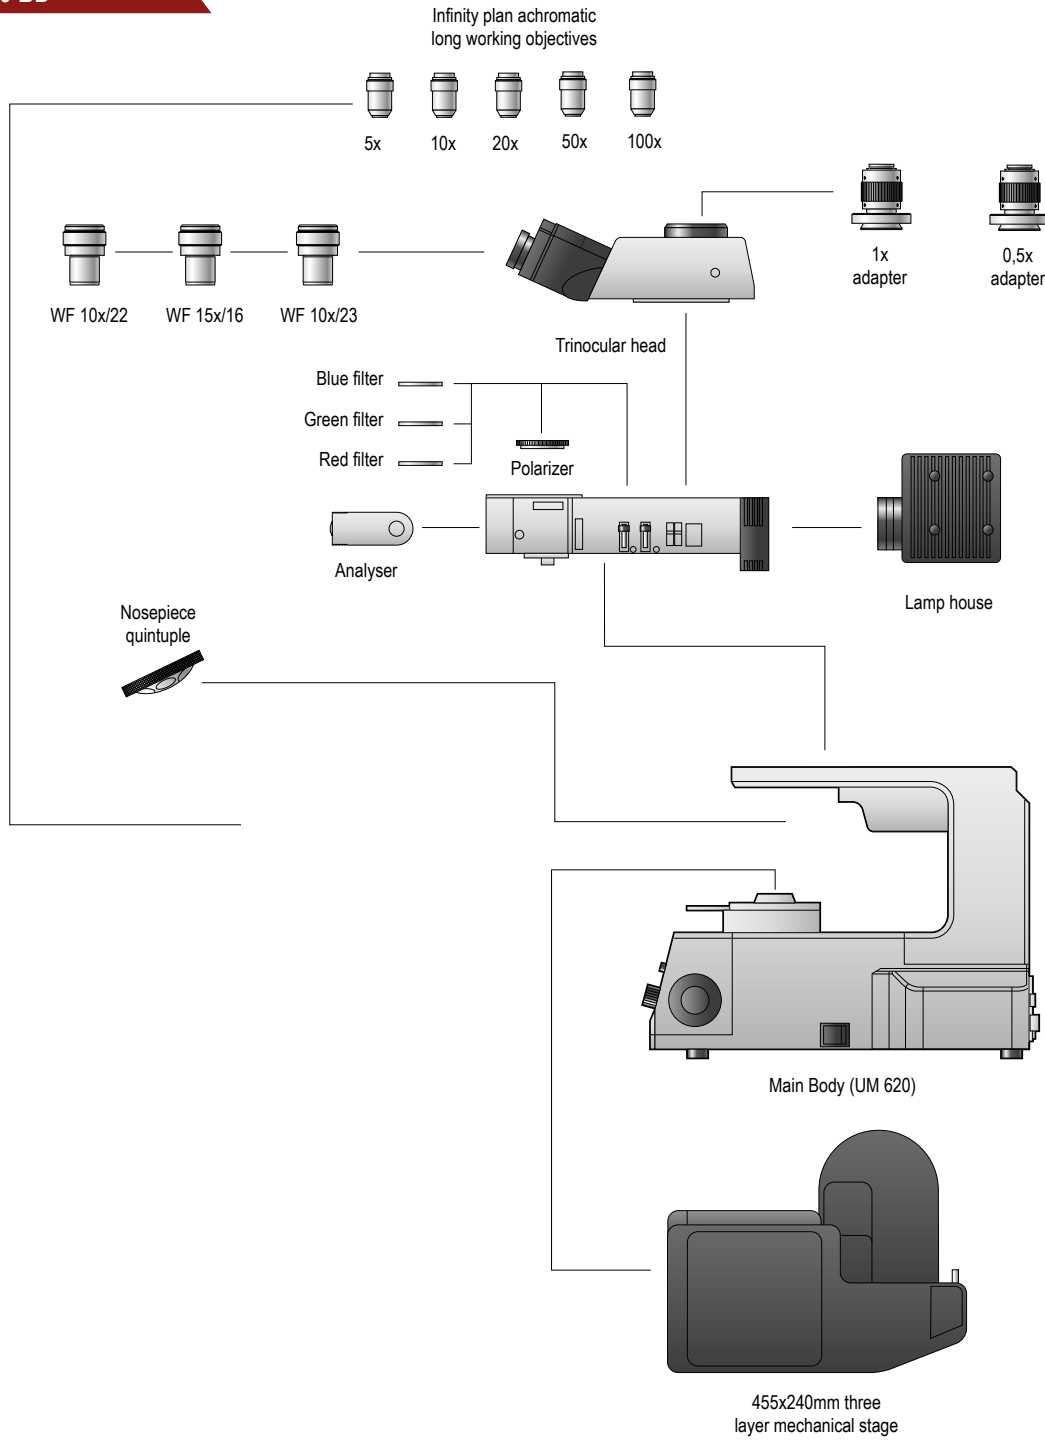 Infinity plan achromatic
long working objectives
5x 10x 20x 50x 100x
1x
adapter
0,5x
adapter
WF 10x/22 WF 15x/16 WF 10x/23
Trinocular head
Blue filter
Green filter
Red filter
Polarizer
Analyser
Lamp house
Nosepiece
quintuple
Main Body (UM 620)
455x240mm three
layer mechanical stage